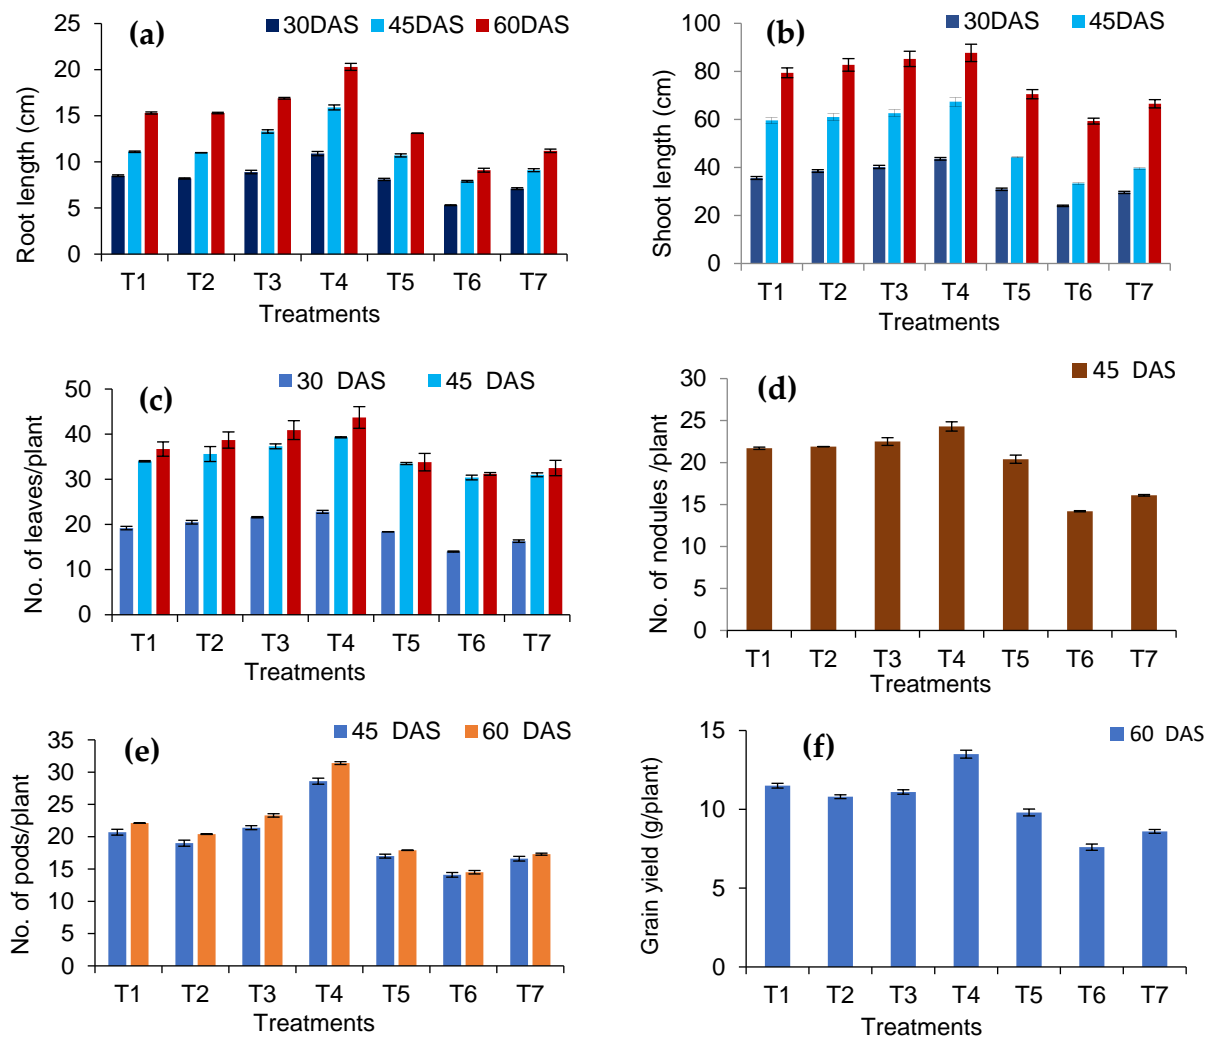 (a)
30DAS 45DAS 60DAS
Root length (cm)
25
20
15
10
5
0
T1 T2 T3 T4 T5 T6 T7
Treatments
(b)
30DAS 45DAS
Shoot length (cm)
100
80
60
40
20
0
T1 T2 T3 T4 T5 T6 T7
Treatments
(c)
30 DAS 45 DAS
No. of leaves/plant
50
40
30
20
10
0
T1 T2 T3 T4 T5 T6 T7
Treatments
(d)
45 DAS
No. of nodules /plant
30
25
20
15
10
5
0
T1 T2 T3 T4 T5 T6 T7
Treatments
(e)
45 DAS 60 DAS
No. of pods/plant
35
30
25
20
15
10
5
0
T1 T2 T3 T4 T5 T6 T7
Treatments
(f)
60 DAS
Grain yield (g/plant)
15
10
5
0
T1 T2 T3 T4 T5 T6 T7
Treatments